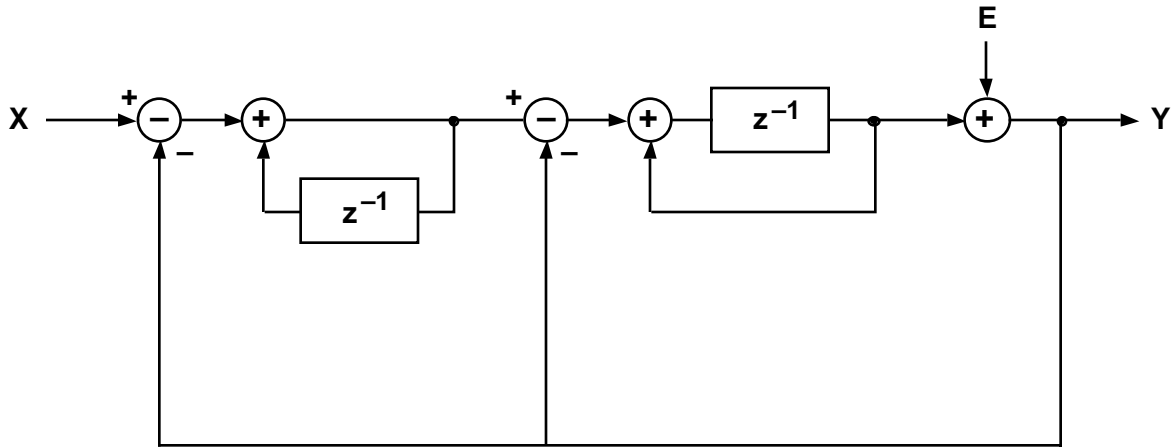 E
X + – – + + – – + z–1 + Y
z–1